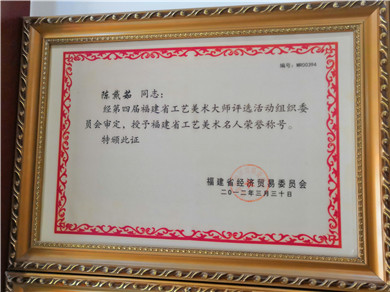 编号：MR00394
陈戴茗 同志：
经第四届福建省工艺美术大师评选活动组织委
员会审定，授予福建省工艺美术名人荣誉称号。
特颁此证
福建省经济贸易委员会
二〇一二年三月三十日